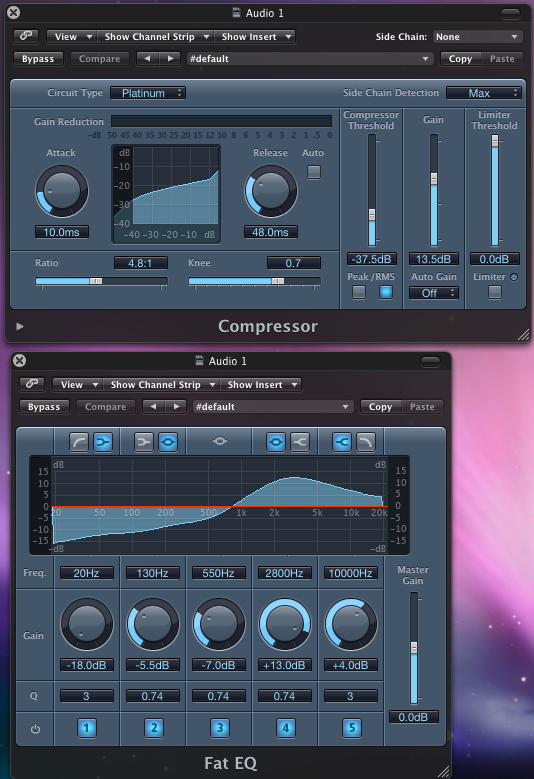 Audio 1
View Show Channel Strip Show Insert Side Chain: None
Bypass Compare #default Copy Paste
Circuit Type Platinum Side Chain Detection Max
Gain Reduction
-dB 50 45 40 35 30 25 20 15 12 10 8 6 5 4 3 2 1 .5 0
Compressor Threshold Gain Limiter Threshold
Attack Release Auto
dB
-10
-20
-30
-40
-40 -30 -20 -10 dB
10.0ms 48.0ms
-37.5dB 13.5dB 0.0dB
Ratio 4.8:1 Knee 0.7
Peak /RMS Auto Gain Limiter
Off
Compressor
Audio 1
View Show Channel Strip Show Insert
Bypass Compare #default Copy Paste
dB dB
15 15
10 10
5 5
0 0
20 50 100 200 500 1k 2k 5k 10k 20k
-5 -5
-10 -10
-15 -15
-dB -dB
Freq. 20Hz 130Hz 550Hz 2800Hz 10000Hz
Master Gain
Gain
-18.0dB -5.5dB -7.0dB +13.0dB +4.0dB
Q 3 0.74 0.74 0.74 3
0.0dB
1 2 3 4 5
Fat EQ